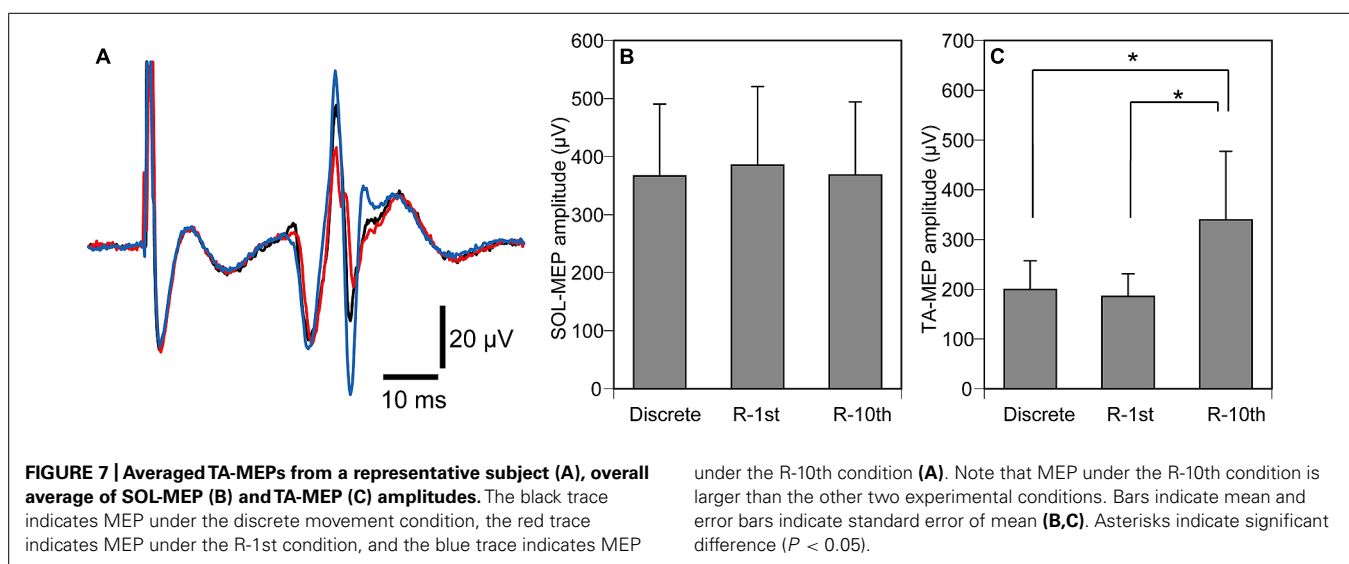 A
20 µV
10 ms
B
SOL-MEP amplitude (µV)
600
500
400
300
200
100
0
Discrete R-1st R-10th
C
TA-MEP amplitude (µV)
700
600
500
400
300
200
100
0
*
*
Discrete R-1st R-10th
FIGURE 7 | Averaged TA-MEPs from a representative subject (A), overall
average of SOL-MEP (B) and TA-MEP (C) amplitudes. The black trace
indicates MEP under the discrete movement condition, the red trace
indicates MEP under the R-1st condition, and the blue trace indicates MEP
under the R-10th condition (A). Note that MEP under the R-10th condition is
larger than the other two experimental conditions. Bars indicate mean and
error bars indicate standard error of mean (B,C). Asterisks indicate significant
difference (P < 0.05).